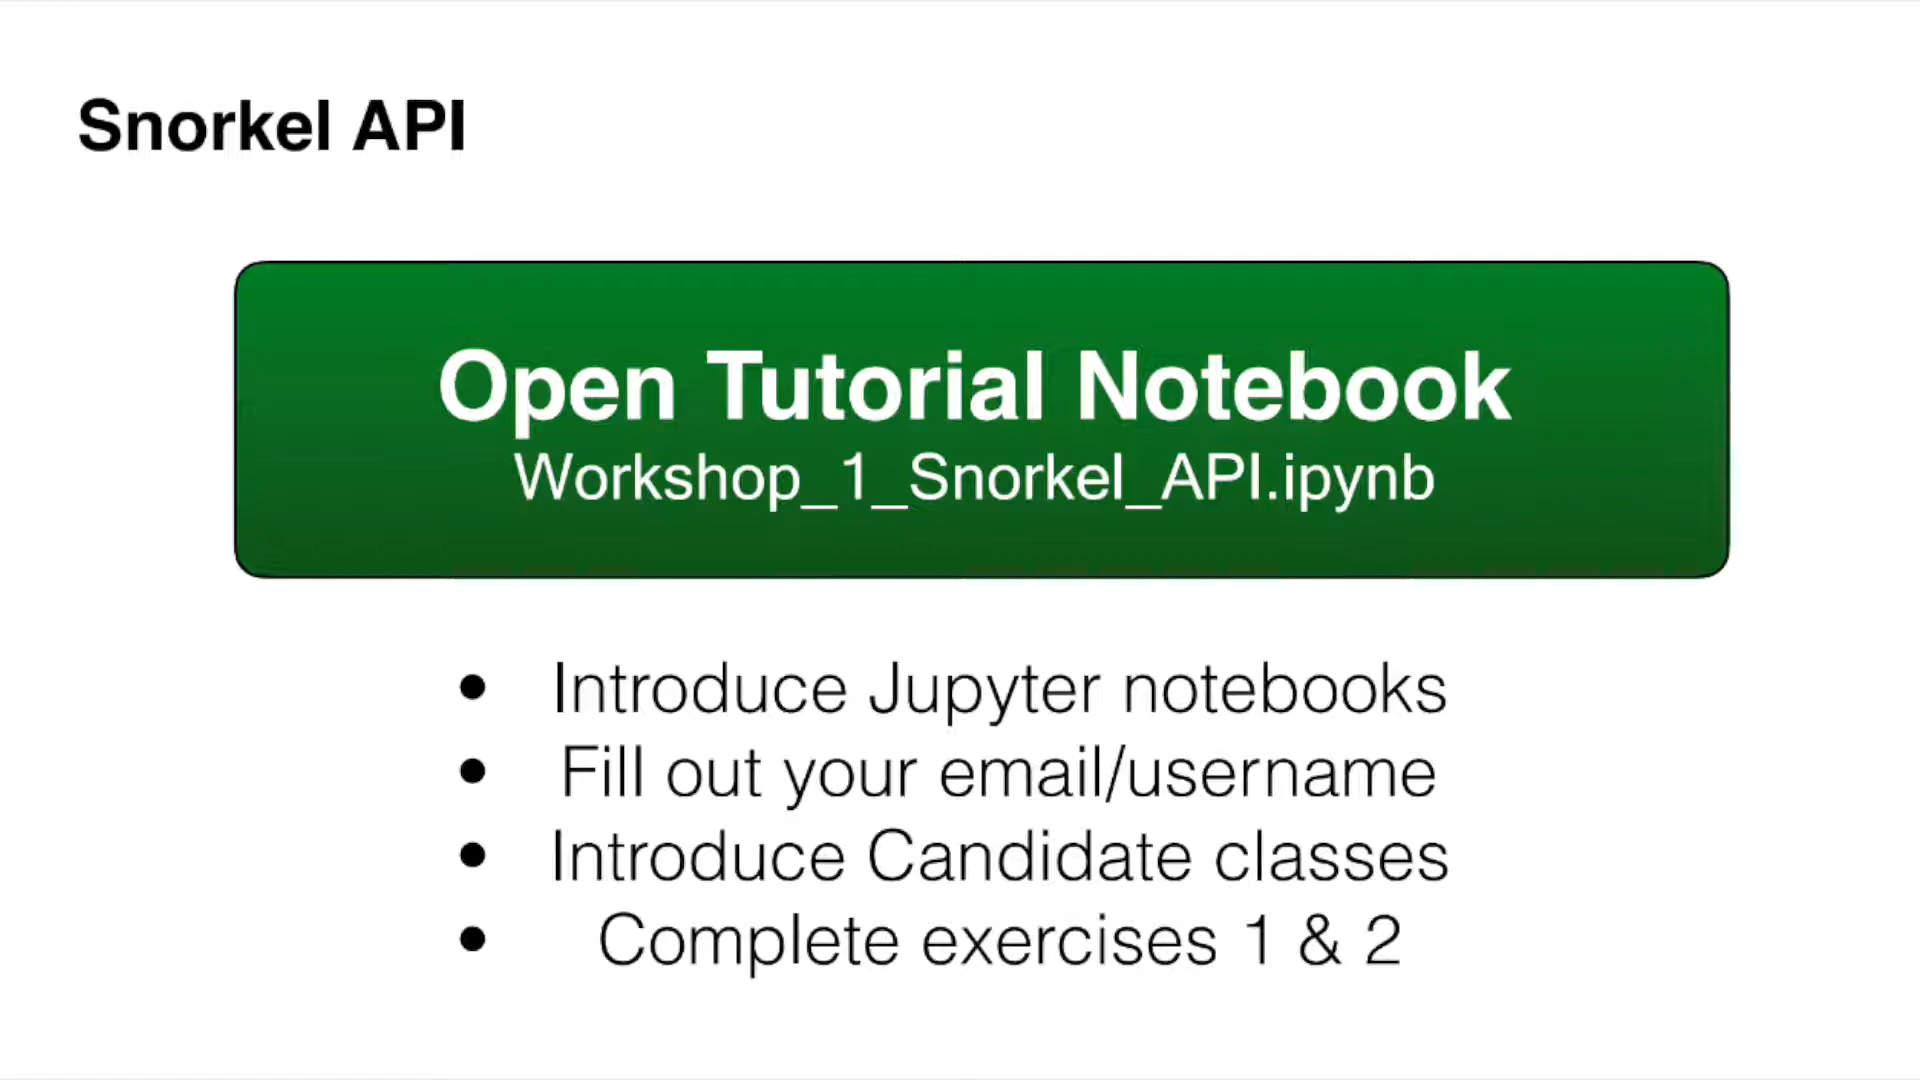 Snorkel API
Open Tutorial Notebook
Workshop_1_Snorkel_API.ipynb
• Introduce Jupyter notebooks
• Fill out your email/username
• Introduce Candidate classes
• Complete exercises 1 & 2